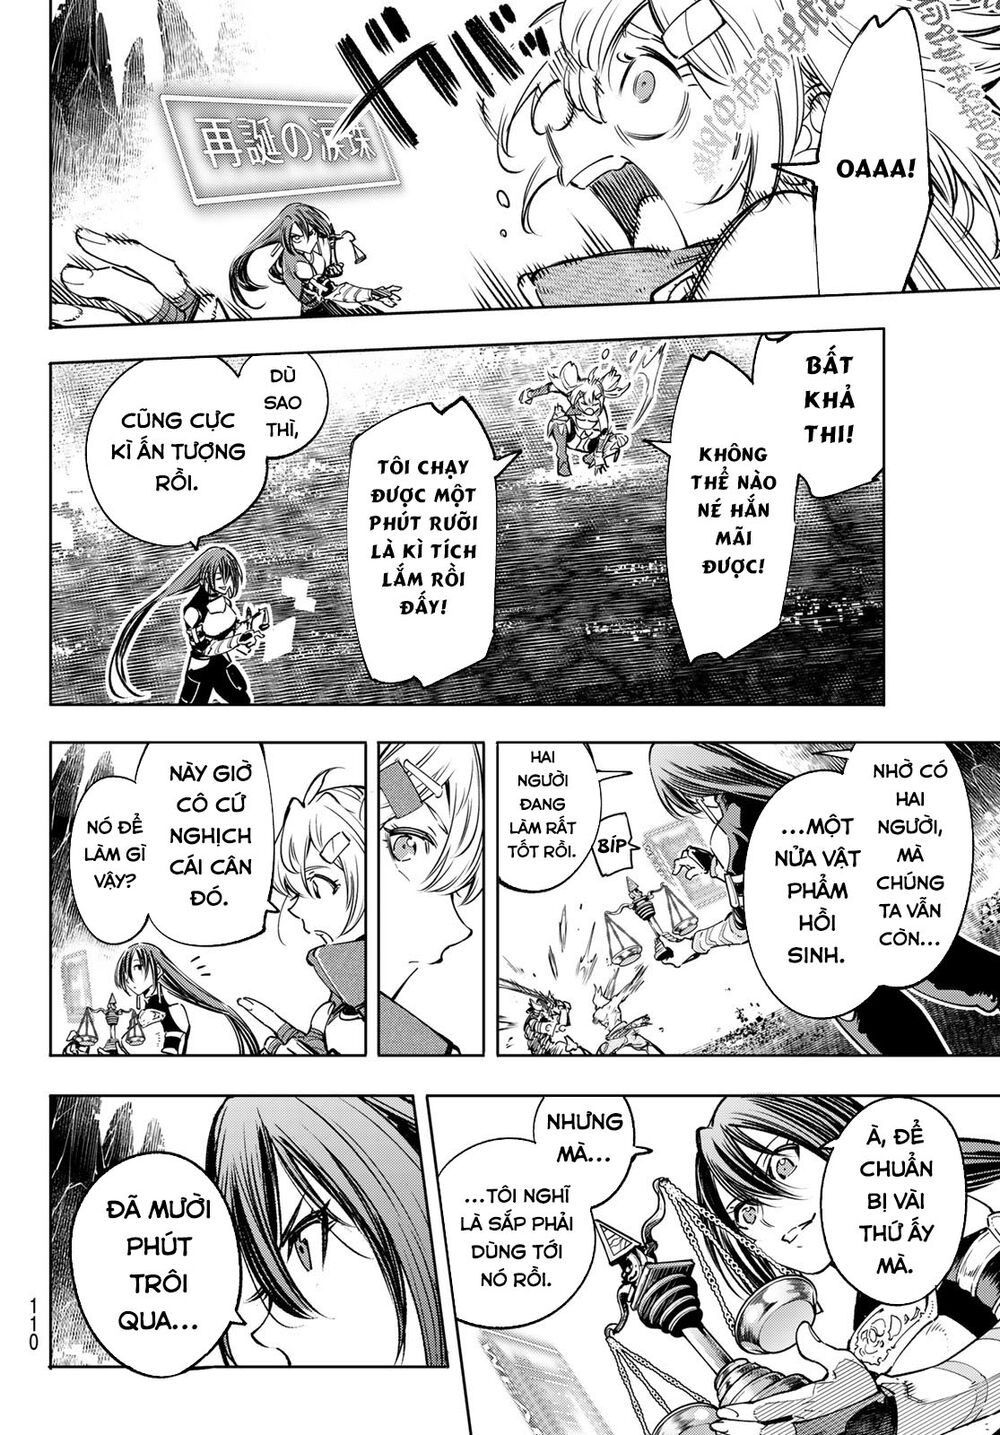 OAAA!
ドドッ
再誕の涙珠
BẤT
KHẢ
THI!
KHÔNG
THỂ NÀO
NÉ HẮN
MÃI
ĐƯỢC!
TÔI CHẠY
ĐƯỢC MỘT
PHÚT RƯỠI
LÀ KÌ TÍCH
LẮM RỒI
ĐẤY!
DÙ
SAO
THÌ,
CŨNG CỰC
KÌ ẤN TƯỢNG
RỒI.
NHỜ CÓ
HAI
NGƯỜI,
MÀ
CHÚNG
TA VẪN
CÒN...
...MỘT
NỬA VẬT
PHẨM HỒI
SINH.
HAI
NGƯỜI
ĐANG
LÀM RẤT
TỐT RỒI.
BÍP
NÀY GIỜ
CÔ CỨ
NGHỊCH
CÁI CÂN
ĐÓ.
NÓ ĐỂ
LÀM GÌ
VẬY?
À, ĐỂ
CHUẨN
BỊ VÀI
THỨ ẤY
MÀ.
NHƯNG
MÀ...
...TÔI NGHĨ
LÀ SẮP PHẢI
DÙNG TỚI
NÓ RỒI.
ĐÃ MƯỜI
PHÚT
TRÔI
QUA...
110